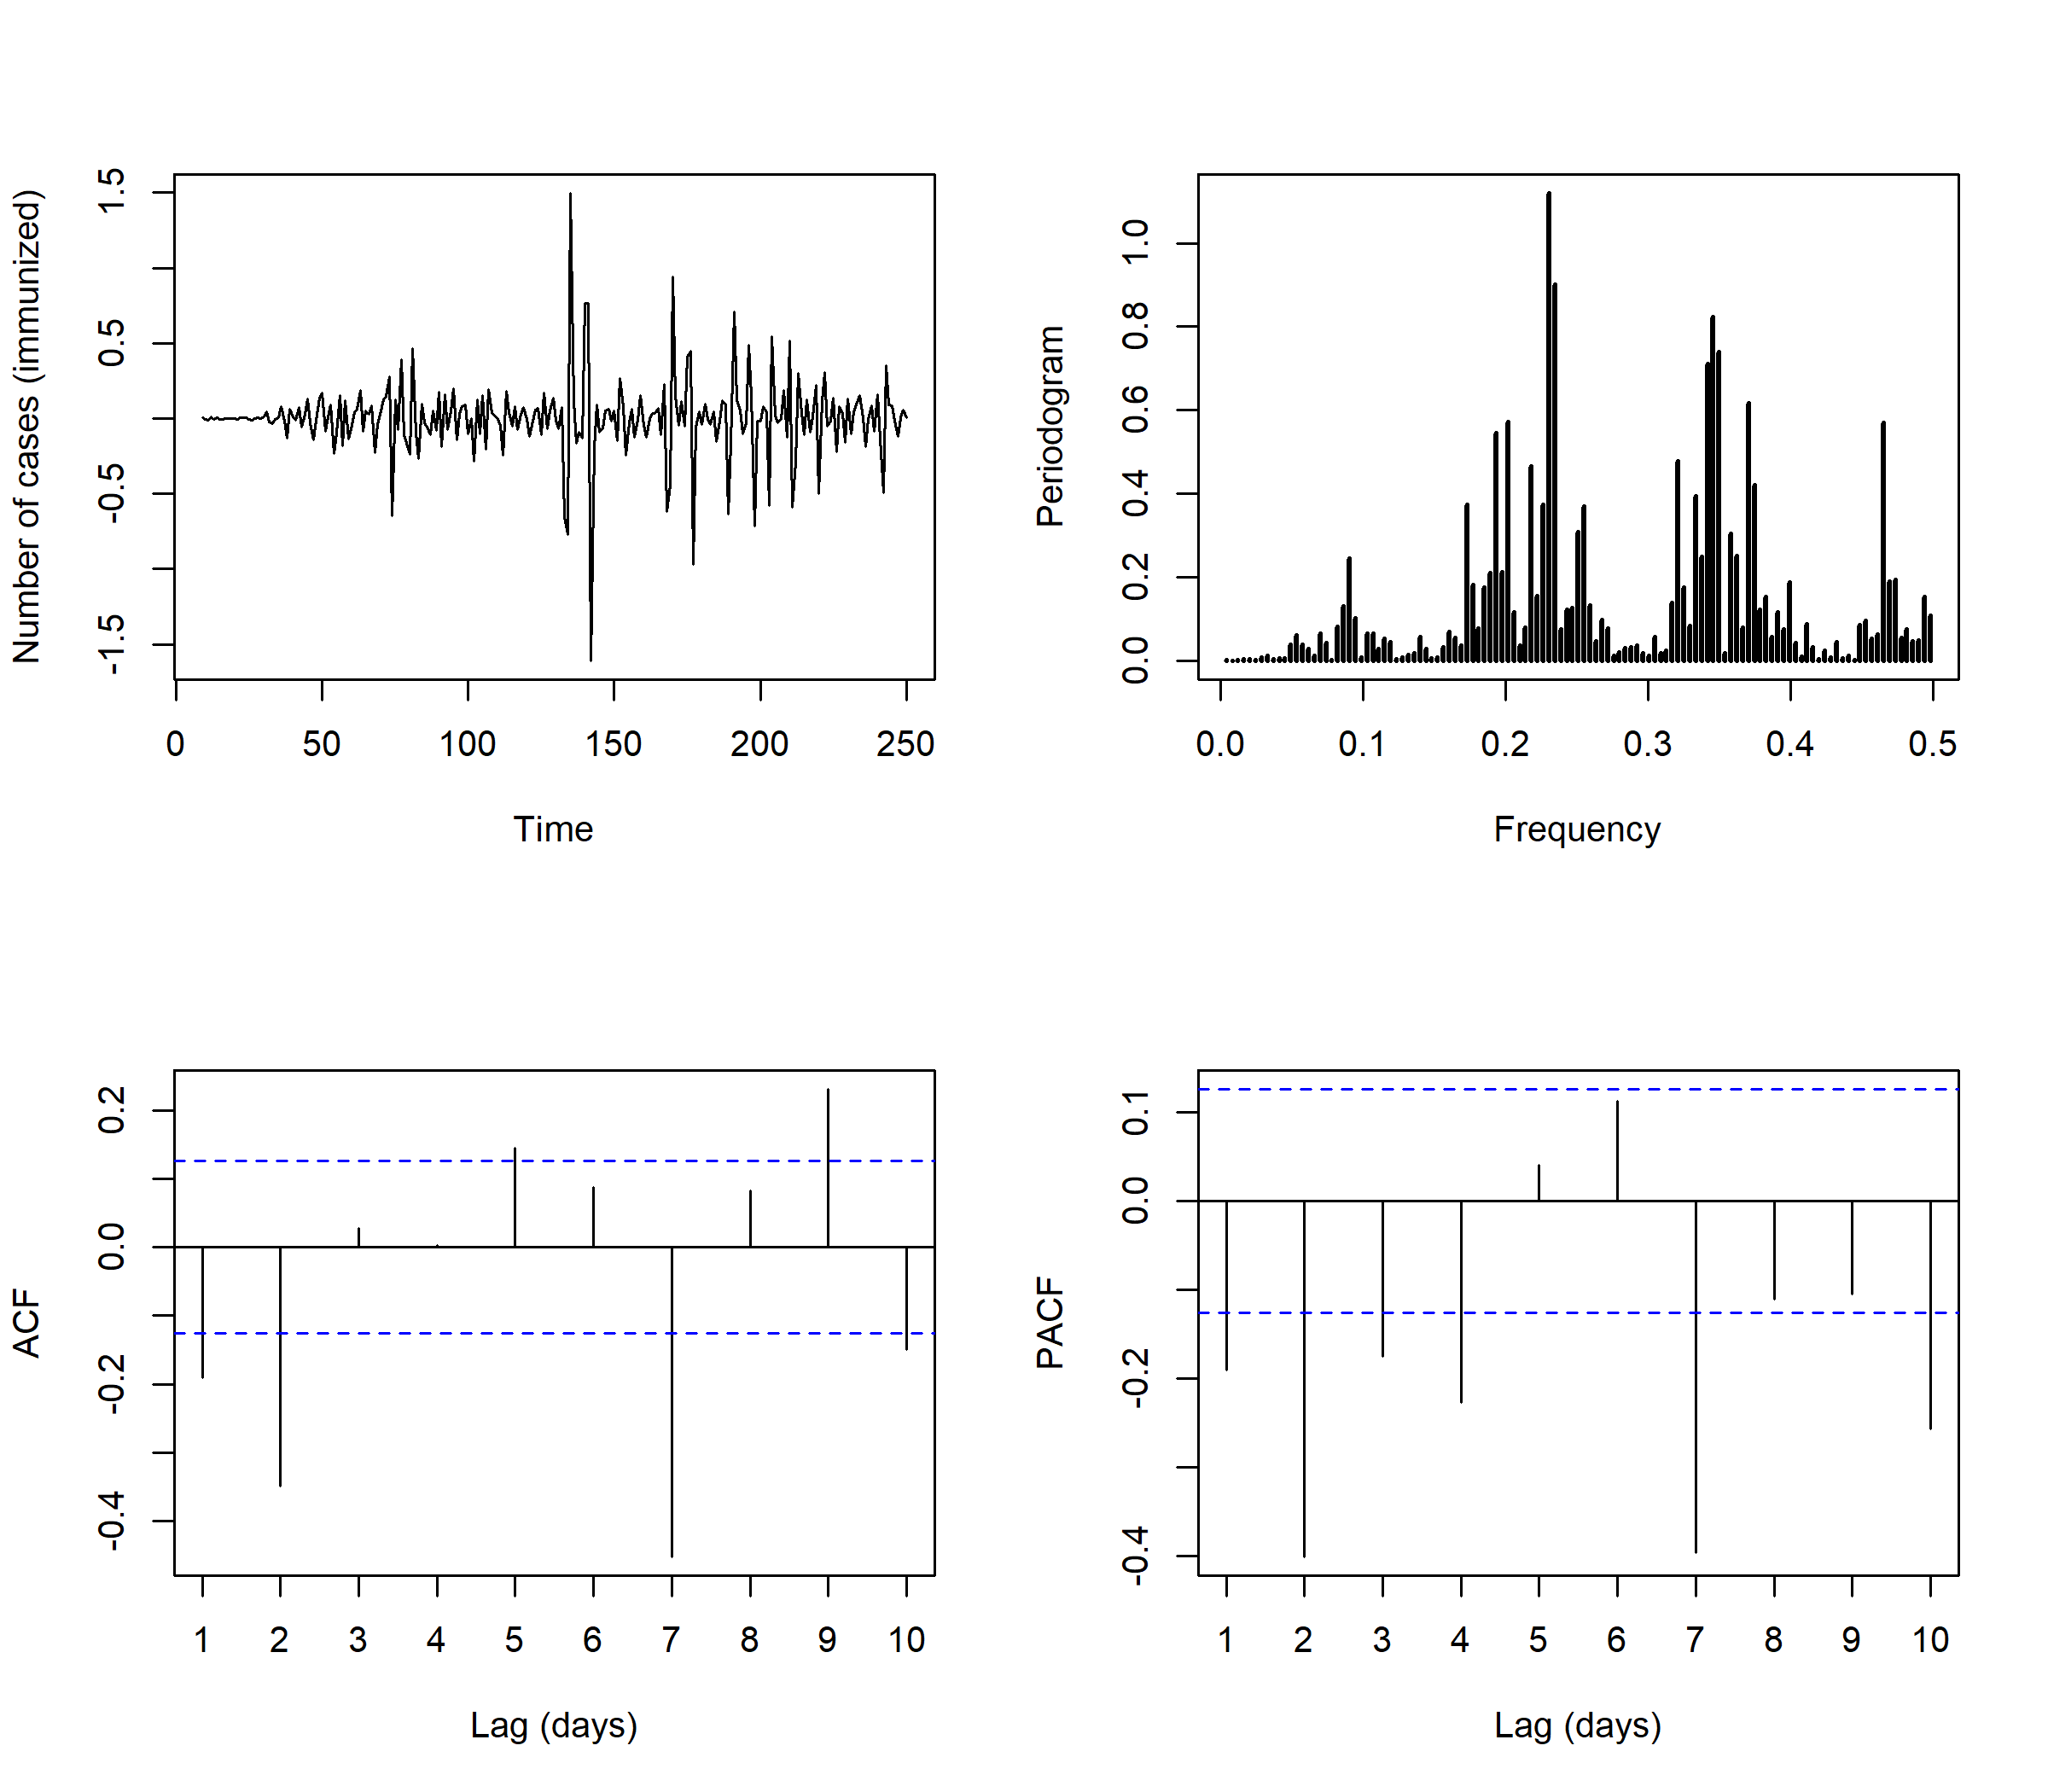 Number of cases (immunized)
1.5
0.5
-0.5
-1.5
0 50 100 150 200 250
Time
Periodogram
1.0
0.8
0.6
0.4
0.2
0.0
0.0 0.1 0.2 0.3 0.4 0.5
Frequency
ACF
0.2
0.0
-0.2
-0.4
1 2 3 4 5 6 7 8 9 10
Lag (days)
PACF
0.1
0.0
-0.2
-0.4
1 2 3 4 5 6 7 8 9 10
Lag (days)